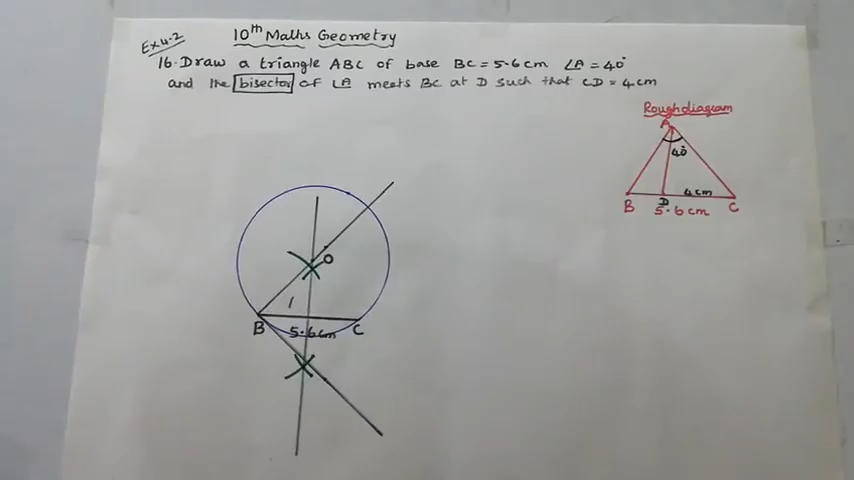 Ex 4.2
10th Maths Geometry
16. Draw a triangle ABC of base BC = 5.6 cm ∠A = 40°
and the bisector of ∠A meets BC at D such that CD = 4 cm
Rough diagram
A
40°
4 cm
B D C
5.6 cm
O
B 5.6 cm C